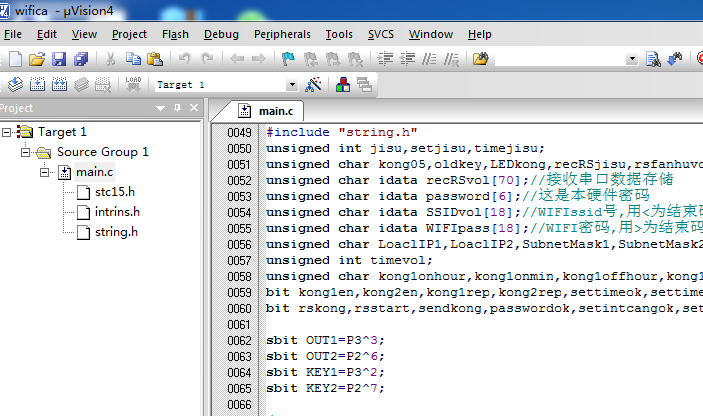 wifica - µVision4
File Edit View Project Flash Debug Peripherals Tools SVCS Window Help
LOAD Target 1
Project
main.c
Target 1
Source Group 1
main.c
stc15.h
intrins.h
string.h
0049 #include "string.h"
0050 unsigned int jisu,setjisu,timejisu;
0051 unsigned char kong05,oldkey,LEDkong,recRSjisu,rsfanhuvo
0052 unsigned char idata recRSvol[70];//接收串口数据存储
0053 unsigned char idata password[6];//这是本硬件密码
0054 unsigned char idata SSIDvol[18];//WIFIssid号,用<为结束码
0055 unsigned char idata WIFIpass[18];//WIFI密码,用>为结束码
0056 unsigned char LoaclIP1,LoaclIP2,SubnetMask1,SubnetMask2
0057 unsigned int timevol;
0058 unsigned char kong1onhour,kong1onmin,kong1offhour,kong1
0059 bit kong1en,kong2en,kong1rep,kong2rep,settimeok,settime
0060 bit rskong,rsstart,sendkong,passwordok,setintcangok,set
0061
0062 sbit OUT1=P3^3;
0063 sbit OUT2=P2^6;
0064 sbit KEY1=P3^2;
0065 sbit KEY2=P2^7;
0066